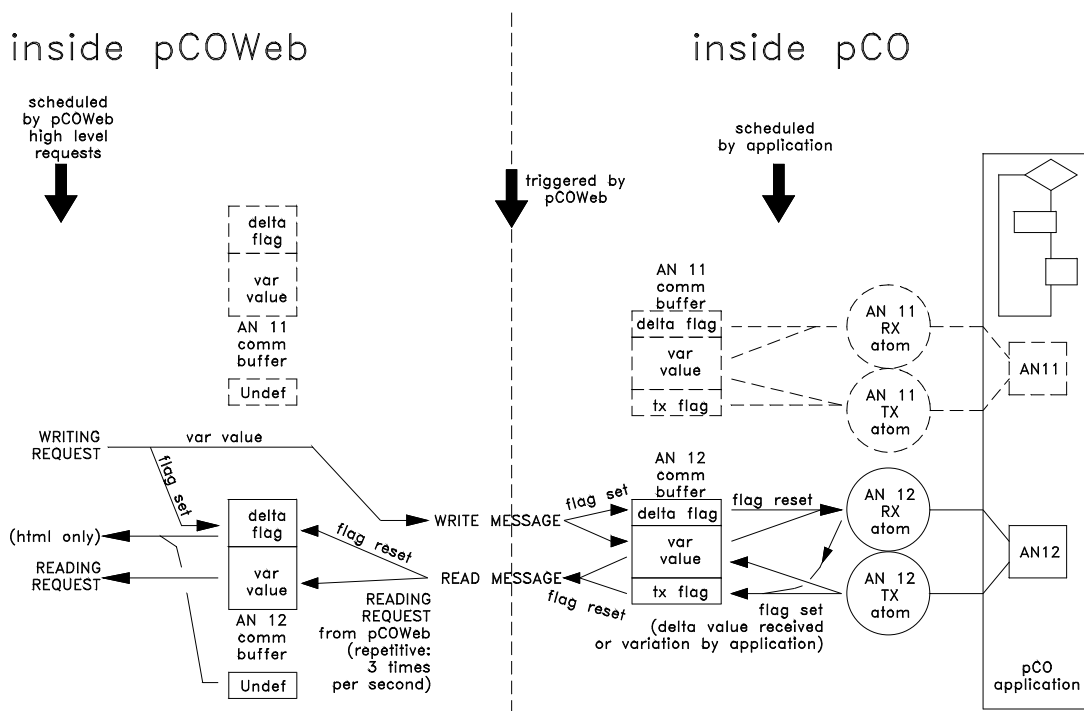 inside pCOWeb
inside pCO
scheduled
by pCOWeb
high level
requests
triggered by
pCOWeb
scheduled
by application
delta
flag
var
value
AN 11
comm
buffer
Undef
AN 11
comm
buffer
delta flag
var
value
tx flag
AN 11
RX
atom
AN 11
TX
atom
AN11
WRITING
REQUEST
var value
flag set
(html only)
READING
REQUEST
delta
flag
var
value
AN 12
comm
buffer
Undef
flag reset
READING
REQUEST
from pCOWeb
(repetitive:
3 times
per second)
WRITE MESSAGE
READ MESSAGE
flag set
flag reset
AN 12
comm
buffer
delta flag
var
value
tx flag
flag reset
flag set
(delta value received
or variation by application)
AN 12
RX
atom
AN 12
TX
atom
AN12
pCO
application